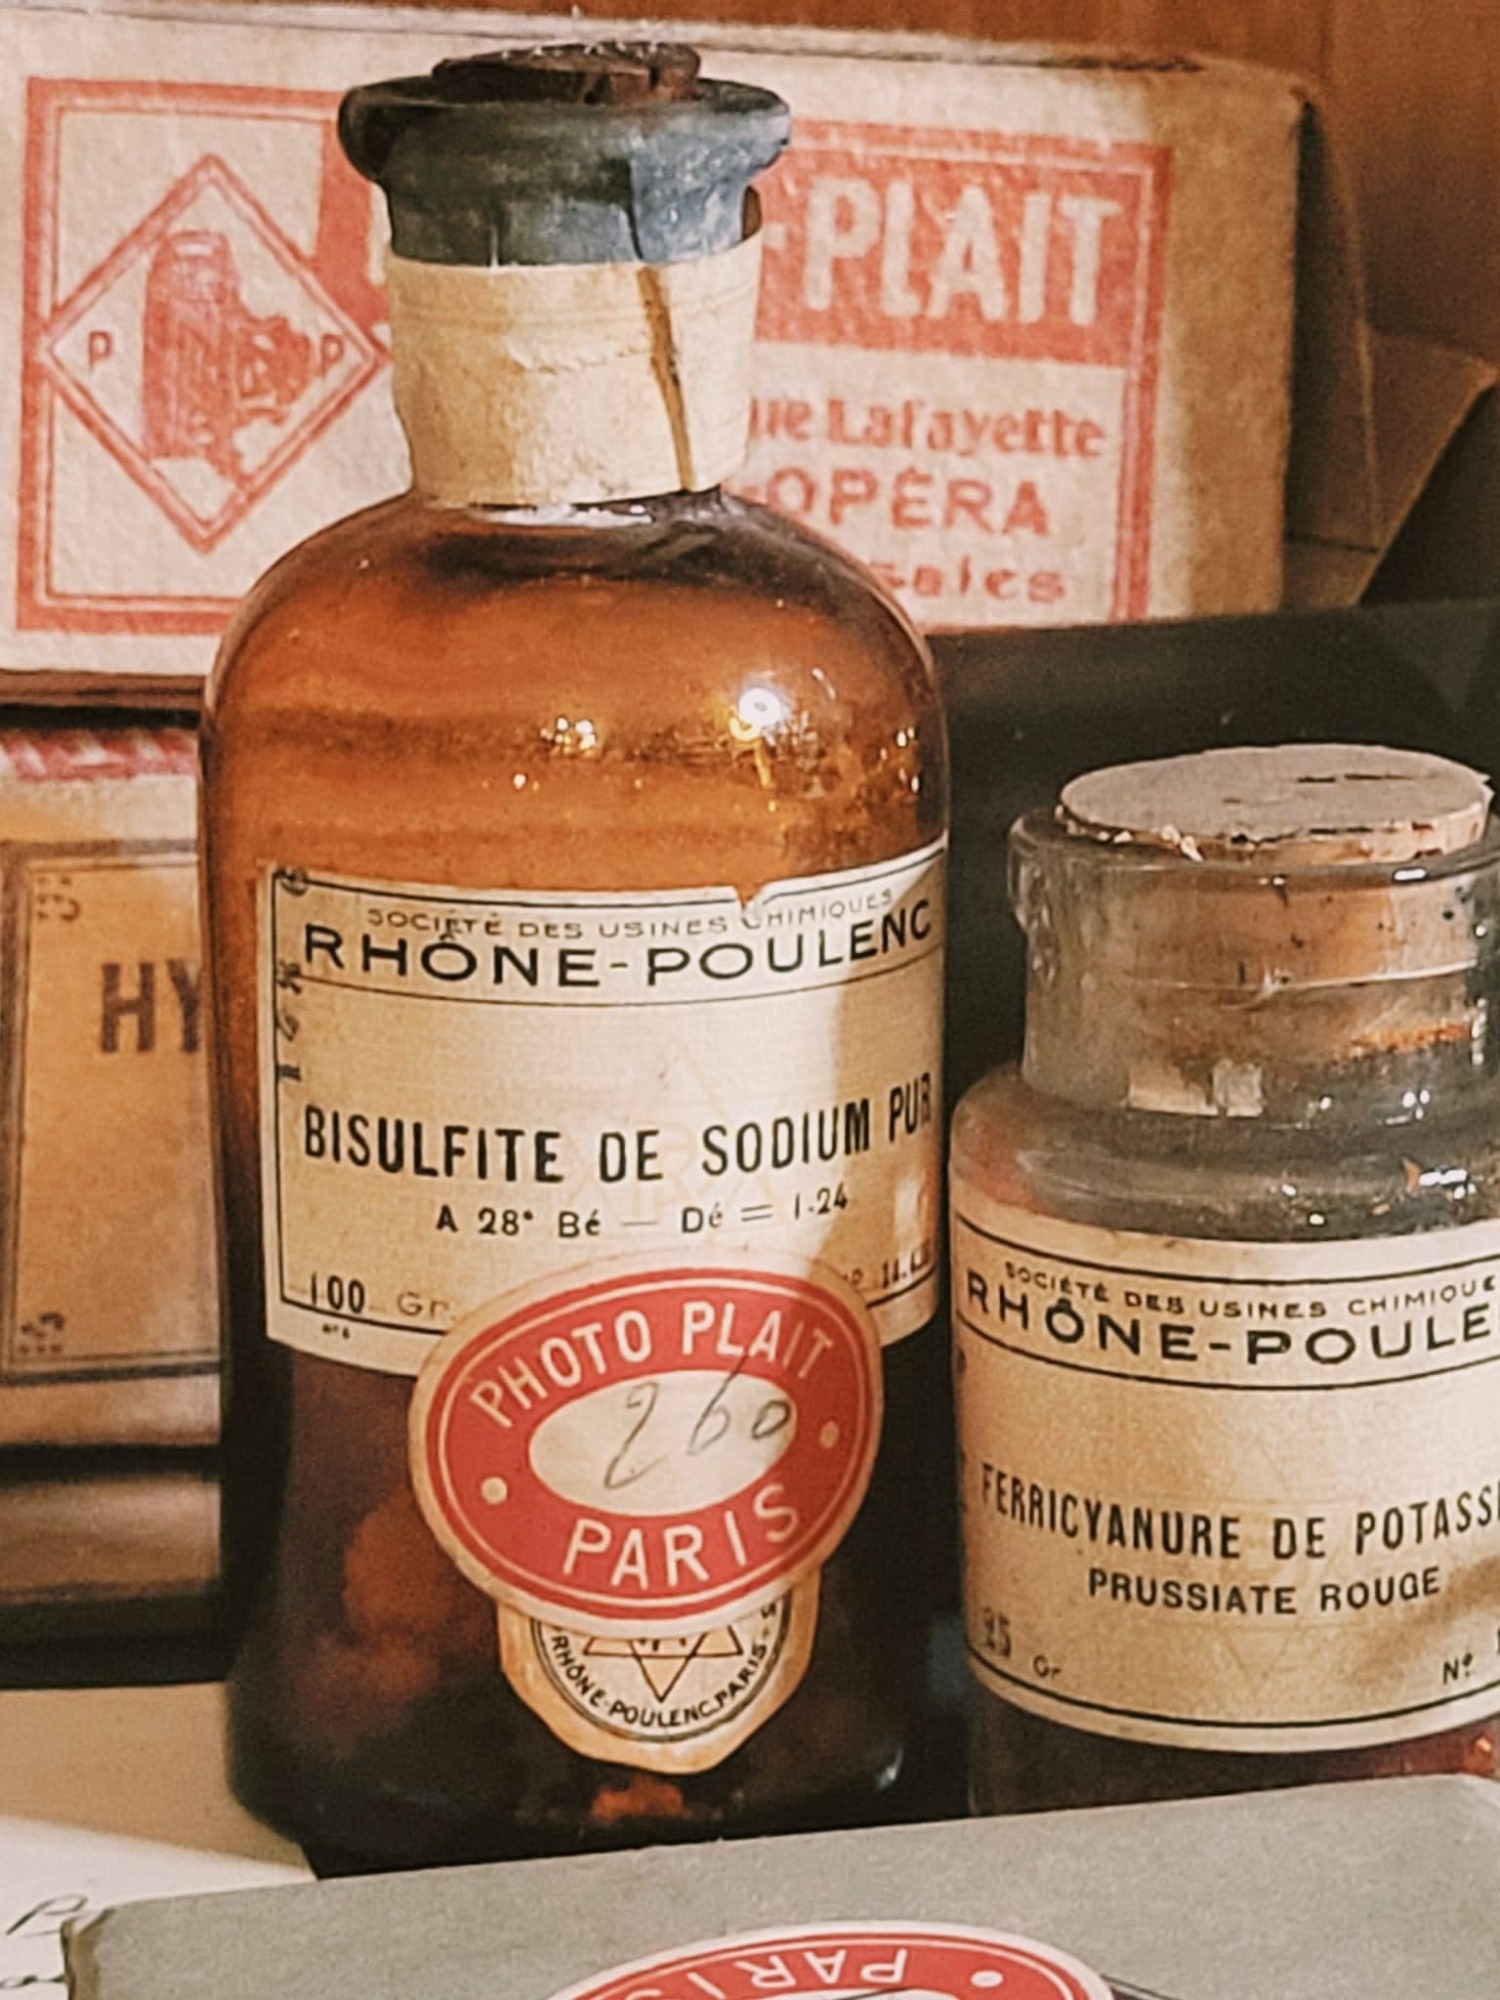 -PLAIT
P P
Lafayette
OPÉRA
HY
SOCIÉTÉ DES USINES CHIMIQUES
RHÔNE-POULENC
BISULFITE DE SODIUM PUR
A 28° Bé — Dé = 1.24
100 Gr.
PHOTO PLAIT
260
PARIS
RHÔNE-POULENC.PARIS
SOCIÉTÉ DES USINES CHIMIQUE
RHÔNE-POULE
FERRICYANURE DE POTASS
PRUSSIATE ROUGE
25 Gr Nº
PARIS